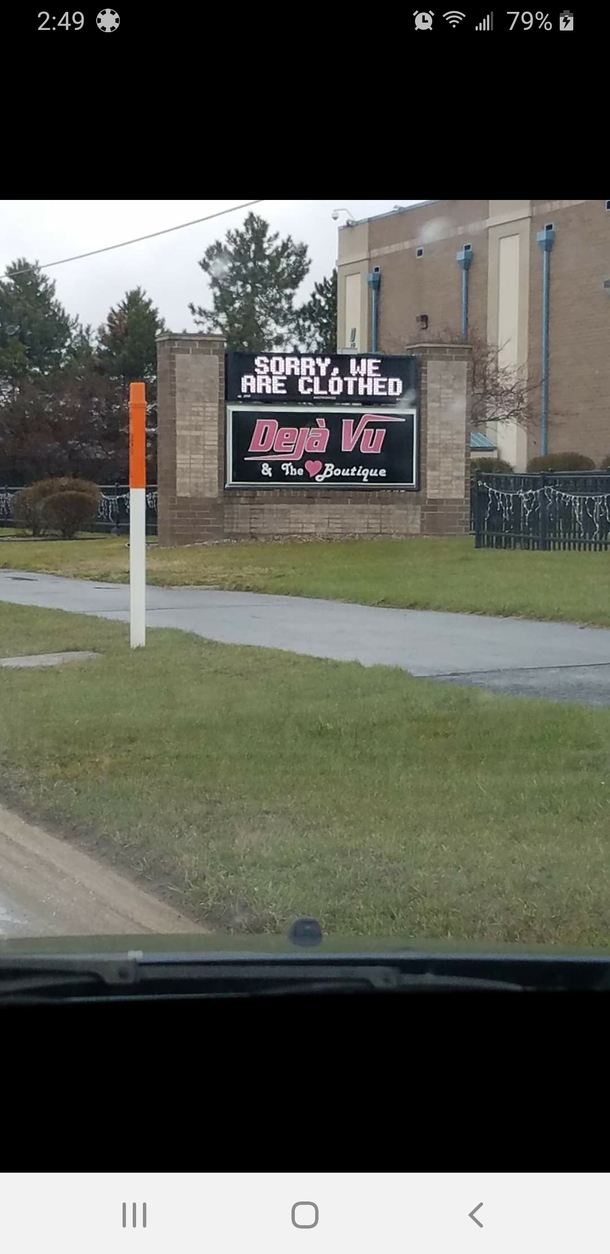 2:49
79%
SORRY, WE
ARE CLOTHED
Dejà Vu
& The Boutique